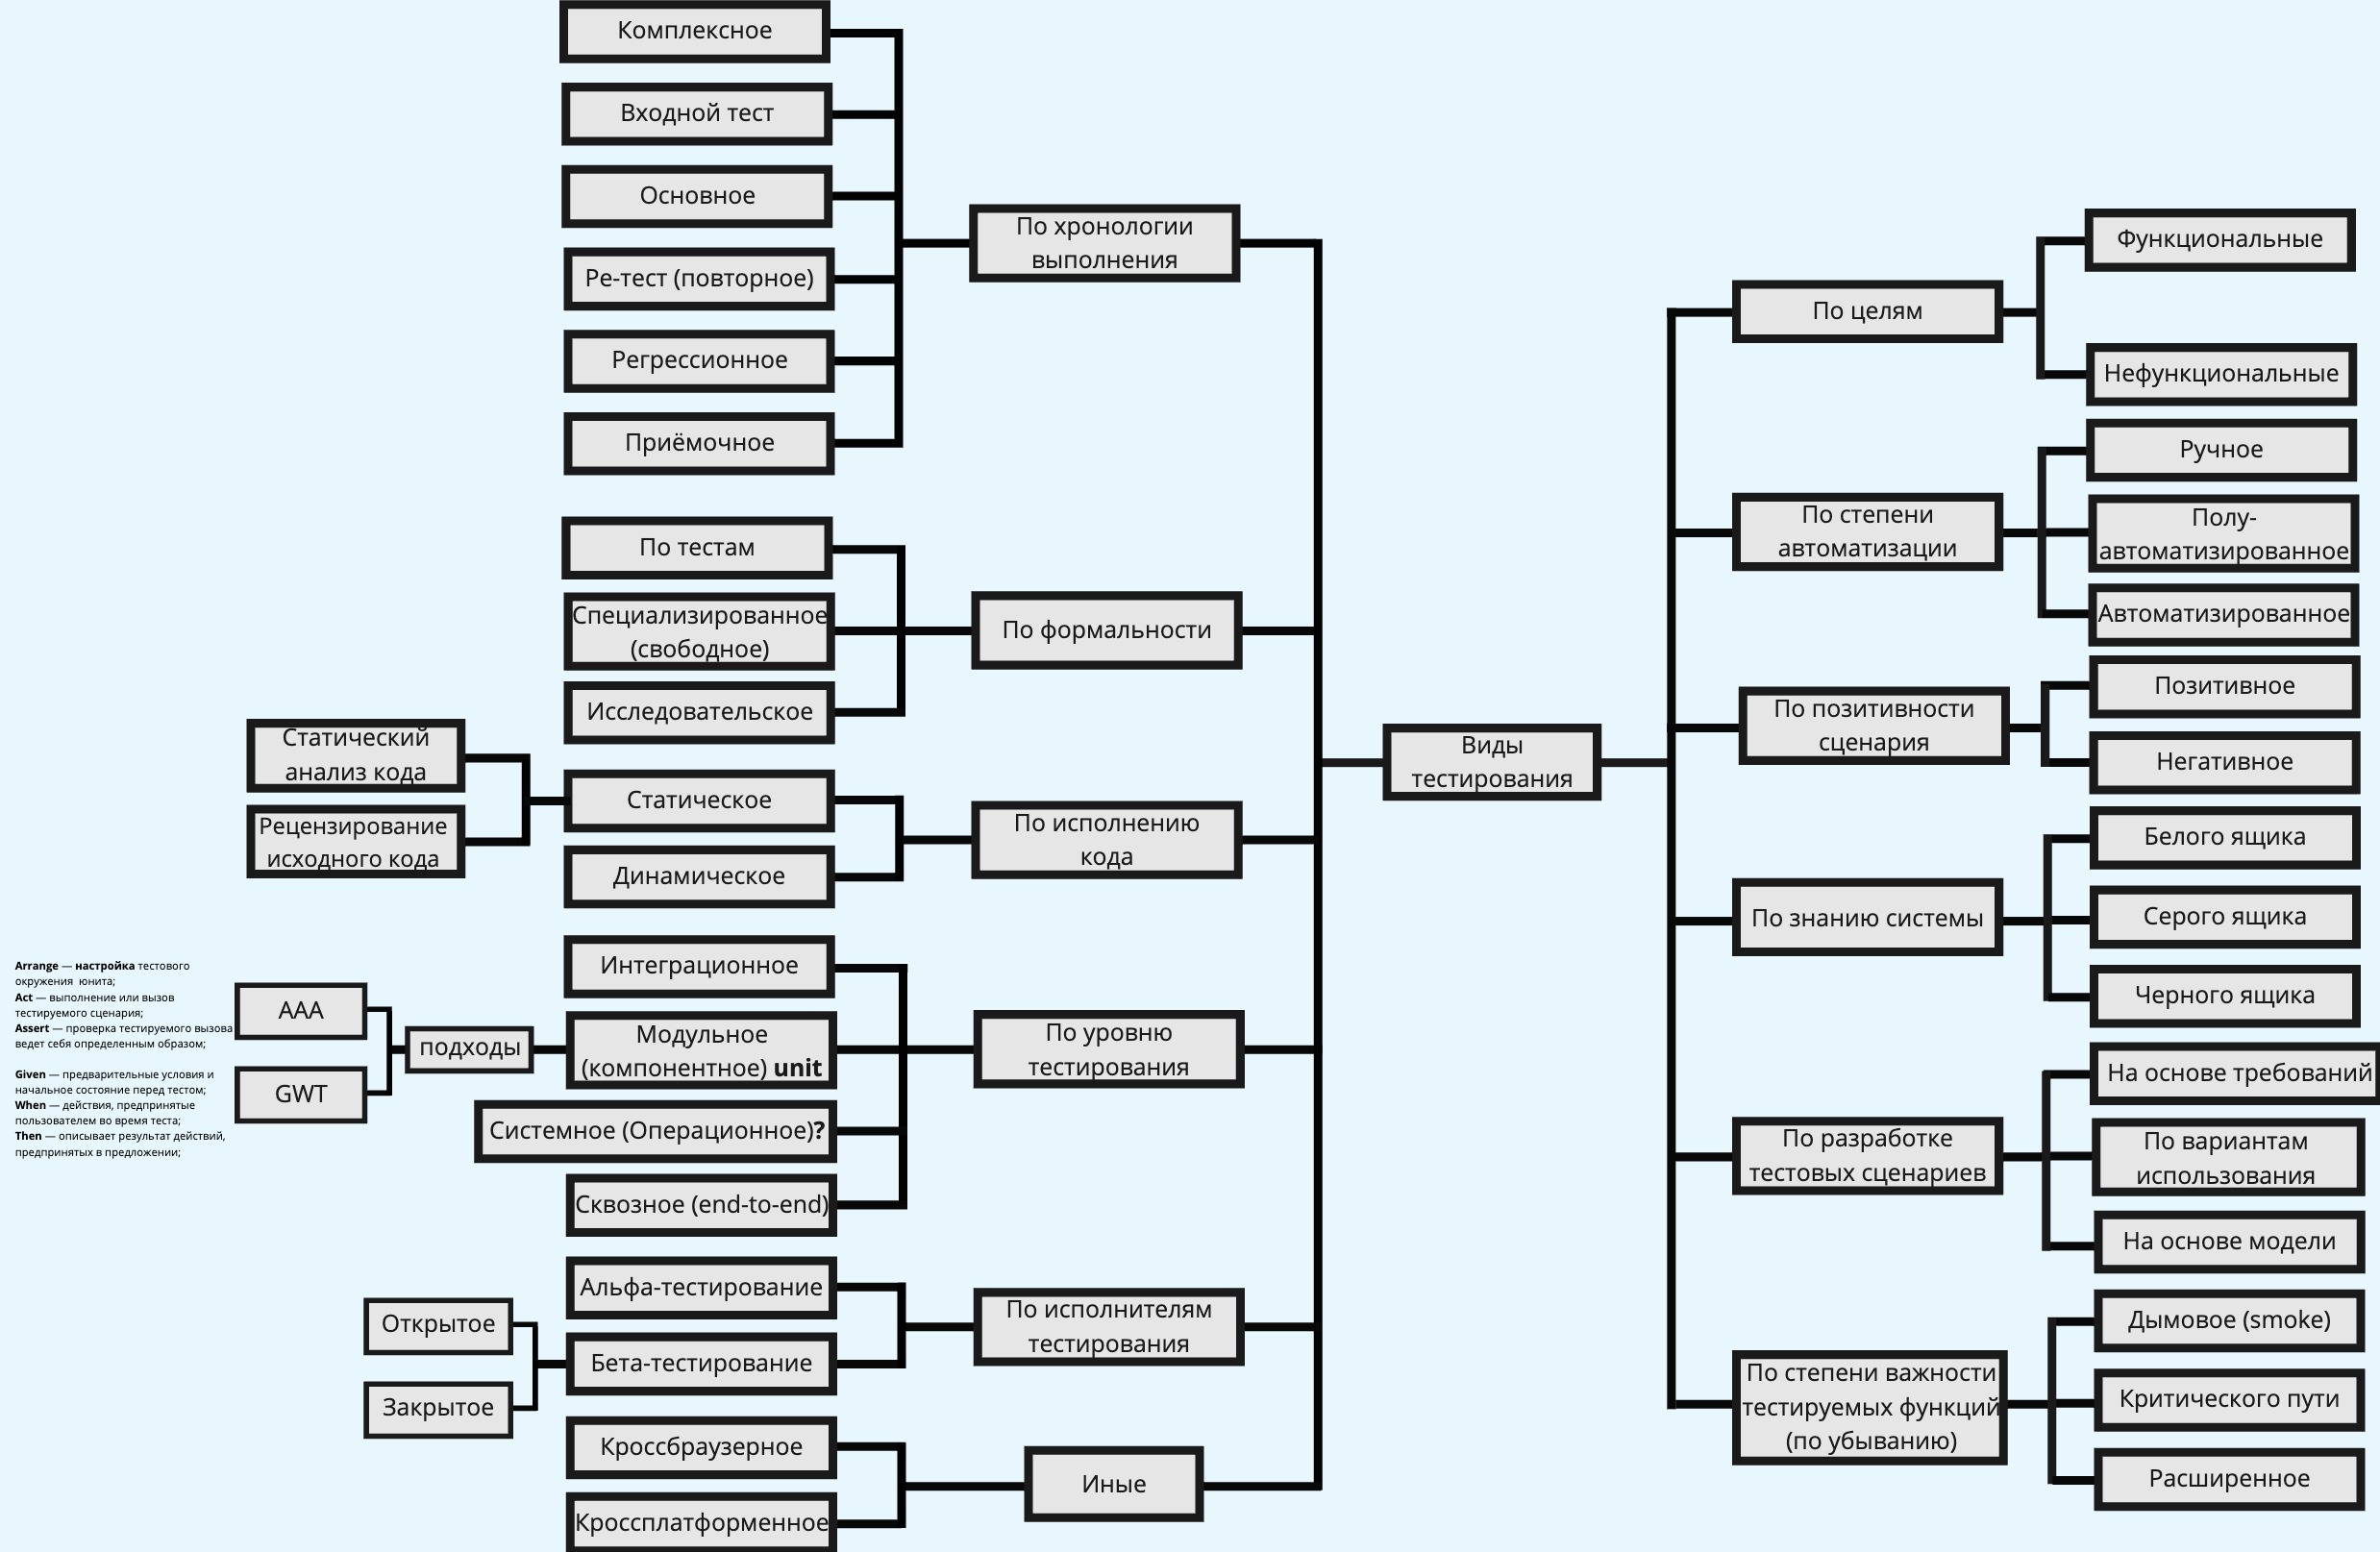 Комплексное
Входной тест
Основное
Ре-тест (повторное)
Регрессионное
Приёмочное
По хронологии
выполнения
По тестам
Специализированное
(свободное)
Исследовательское
По формальности
Статический
анализ кода
Рецензирование
исходного кода
Статическое
Динамическое
По исполнению
кода
Arrange — настройка тестового
окружения юнита;
Act — выполнение или вызов
тестируемого сценария;
Assert — проверка тестируемого вызова
ведет себя определенным образом;
Given — предварительные условия и
начальное состояние перед тестом;
When — действия, предпринятые
пользователем во время теста;
Then — описывает результат действий,
предпринятых в предложении;
AAA
GWT
подходы
Интеграционное
Модульное
(компонентное) unit
Системное (Операционное)?
Сквозное (end-to-end)
По уровню
тестирования
Открытое
Закрытое
Альфа-тестирование
Бета-тестирование
По исполнителям
тестирования
Кроссбраузерное
Кроссплатформенное
Иные
Виды
тестирования
По целям
Функциональные
Нефункциональные
По степени
автоматизации
Ручное
Полу-
автоматизированное
Автоматизированное
По позитивности
сценария
Позитивное
Негативное
По знанию системы
Белого ящика
Серого ящика
Черного ящика
По разработке
тестовых сценариев
На основе требований
По вариантам
использования
На основе модели
По степени важности
тестируемых функций
(по убыванию)
Дымовое (smoke)
Критического пути
Расширенное